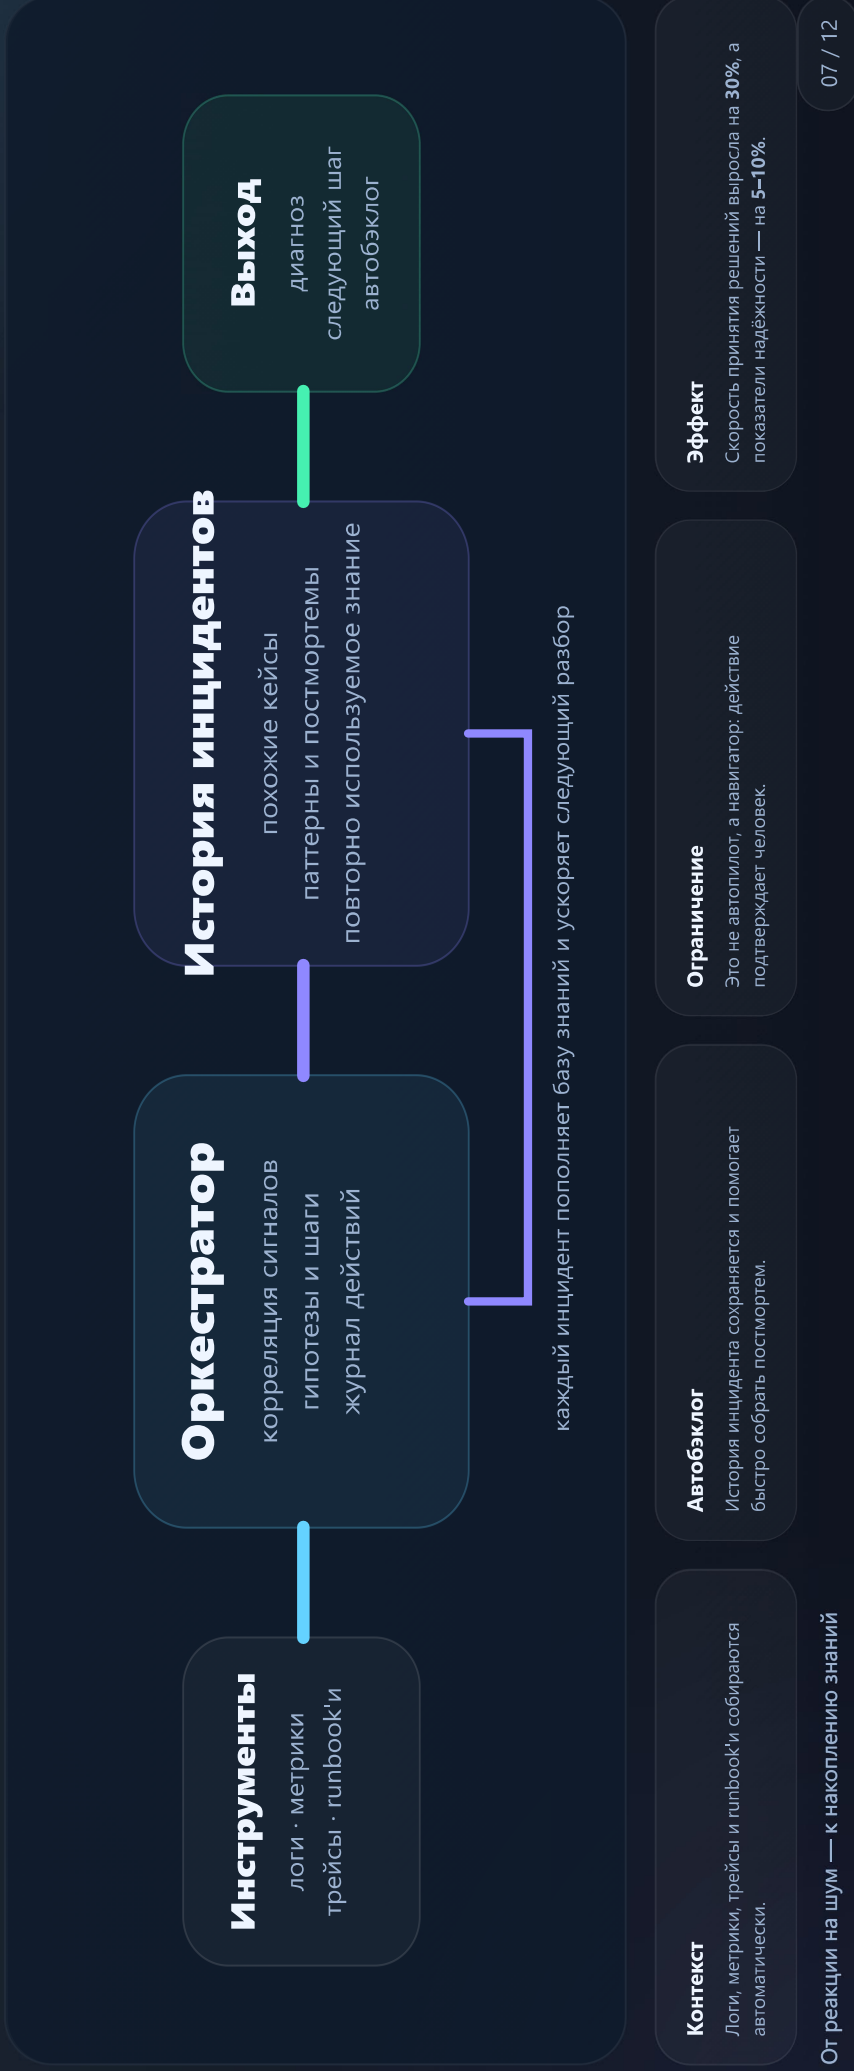 Инструменты
логи · метрики
трейсы · runbook'и
Оркестратор
корреляция сигналов
гипотезы и шаги
журнал действий
История инцидентов
похожие кейсы
паттерны и постмортемы
повторно используемое знание
Выход
диагноз
следующий шаг
автобэклог
каждый инцидент пополняет базу знаний и ускоряет следующий разбор
Контекст
Логи, метрики, трейсы и runbook'и собираются
автоматически.
Автобэклог
История инцидента сохраняется и помогает
быстро собрать постмортем.
Ограничение
Это не автопилот, а навигатор: действие
подтверждает человек.
Эффект
Скорость принятия решений выросла на 30%, а
показатели надёжности — на 5–10%.
От реакции на шум — к накоплению знаний
07 / 12